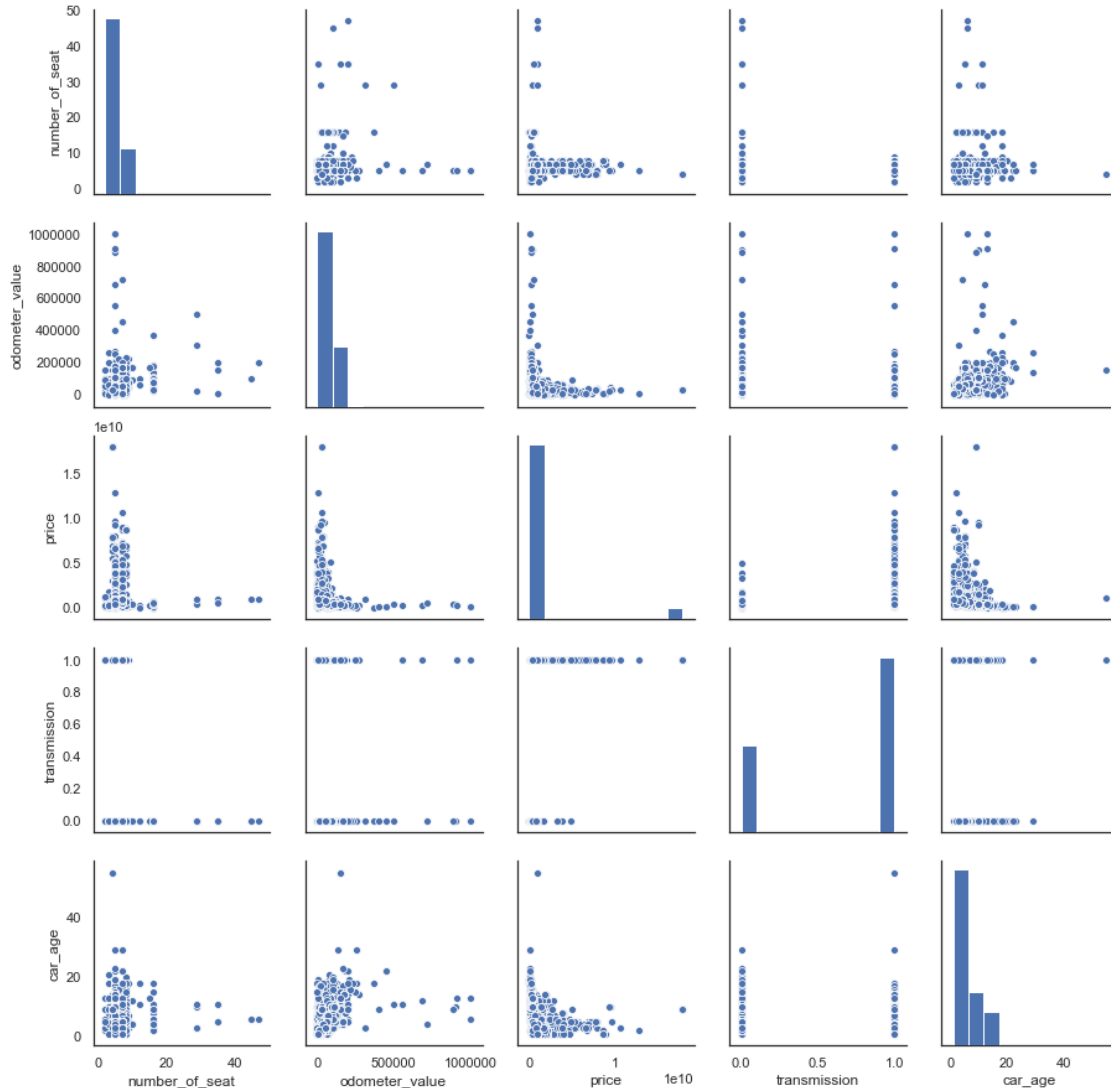 50
40
30
20
10
0
number_of_seat
1000000
800000
600000
400000
200000
0
odometer_value
1e10
1.5
1.0
0.5
0.0
price
1.0
0.8
0.6
0.4
0.2
0.0
transmission
40
20
0
car_age
0 20 40
number_of_seat
0 500000 1000000
odometer_value
0 1
price
1e10
0.0 0.5 1.0
transmission
0 20 40
car_age